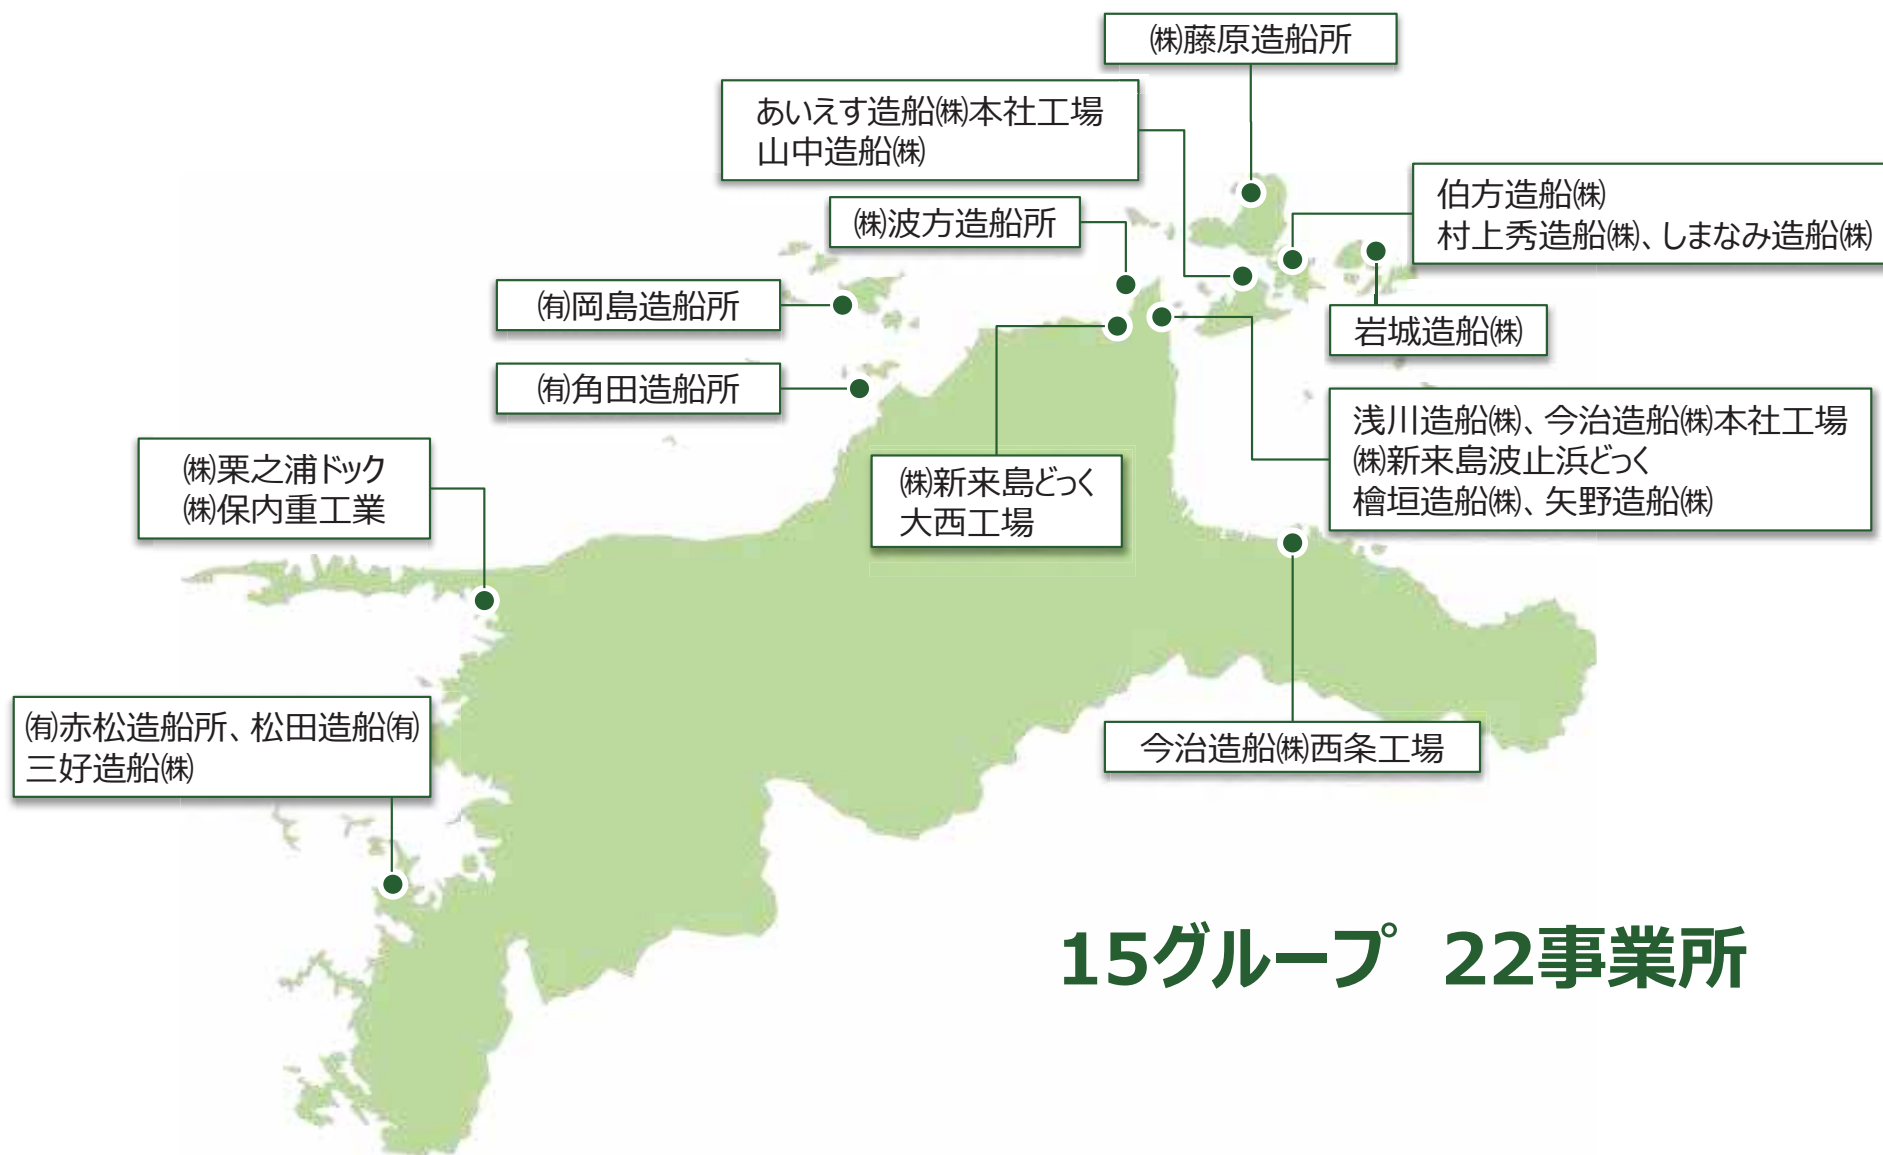 ㈱藤原造船所
あいえす造船㈱本社工場
山中造船㈱
伯方造船㈱
村上秀造船㈱、しまなみ造船㈱
㈱波方造船所
㈲岡島造船所
岩城造船㈱
㈲角田造船所
浅川造船㈱、今治造船㈱本社工場
㈱新来島波止浜どっく
檜垣造船㈱、矢野造船㈱
㈱栗之浦ドック
㈱保内重工業
㈱新来島どっく
大西工場
㈲赤松造船所、松田造船㈲
三好造船㈱
今治造船㈱西条工場
15グループ 22事業所